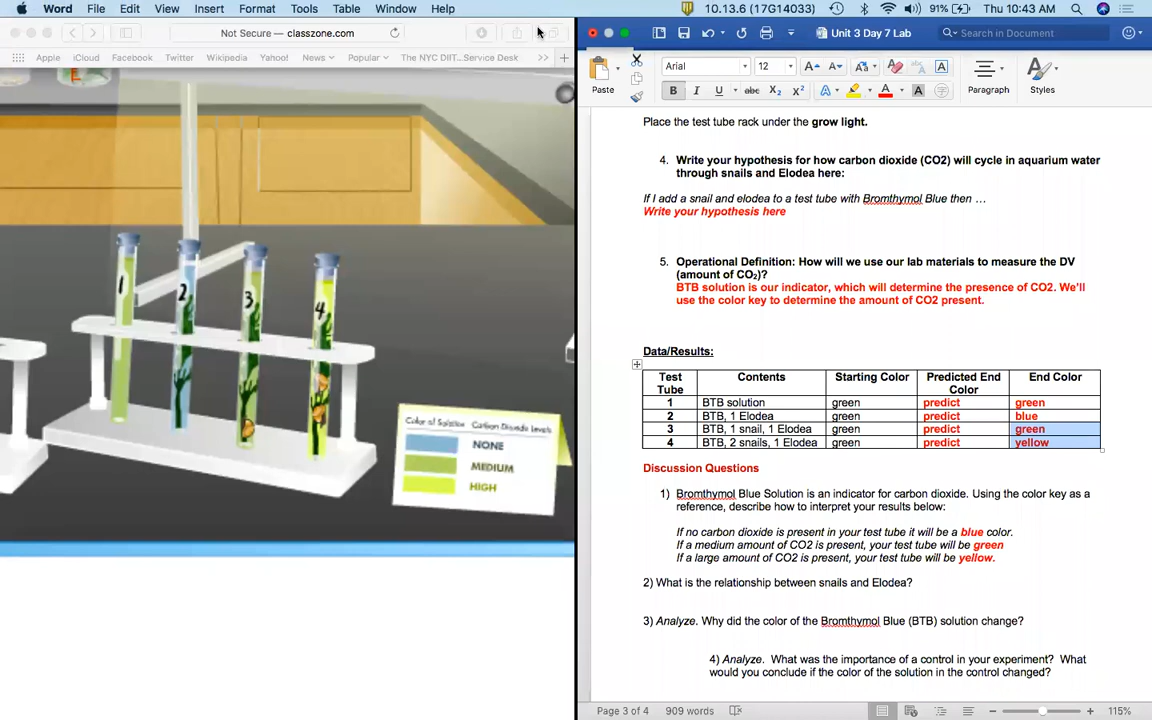 Word File Edit View Insert Format Tools Table Window Help 10.13.6 (17G14033) 91% Thu 10:43 AM
Not Secure — classzone.com
Apple iCloud Facebook Twitter Wikipedia Yahoo! News Popular The NYC DIIT...Service Desk
Unit 3 Day 7 Lab
Search in Document
Arial 12
Paste
B I U abc X2 X2
Paragraph Styles
1 2 3 4
Color of Solution Carbon Dioxide Levels
NONE
MEDIUM
HIGH
Place the test tube rack under the grow light.
4. Write your hypothesis for how carbon dioxide (CO2) will cycle in aquarium water
through snails and Elodea here:
If I add a snail and elodea to a test tube with Bromthymol Blue then …
Write your hypothesis here
5. Operational Definition: How will we use our lab materials to measure the DV
(amount of CO2)?
BTB solution is our indicator, which will determine the presence of CO2. We'll
use the color key to determine the amount of CO2 present.
Data/Results:
Test Tube Contents Starting Color Predicted End Color End Color
1 BTB solution green predict green
2 BTB, 1 Elodea green predict blue
3 BTB, 1 snail, 1 Elodea green predict green
4 BTB, 2 snails, 1 Elodea green predict yellow
Discussion Questions
1) Bromthymol Blue Solution is an indicator for carbon dioxide. Using the color key as a
reference, describe how to interpret your results below:
If no carbon dioxide is present in your test tube it will be a blue color.
If a medium amount of CO2 is present, your test tube will be green
If a large amount of CO2 is present, your test tube will be yellow.
2) What is the relationship between snails and Elodea?
3) Analyze. Why did the color of the Bromthymol Blue (BTB) solution change?
4) Analyze. What was the importance of a control in your experiment? What
would you conclude if the color of the solution in the control changed?
Page 3 of 4 909 words 115%